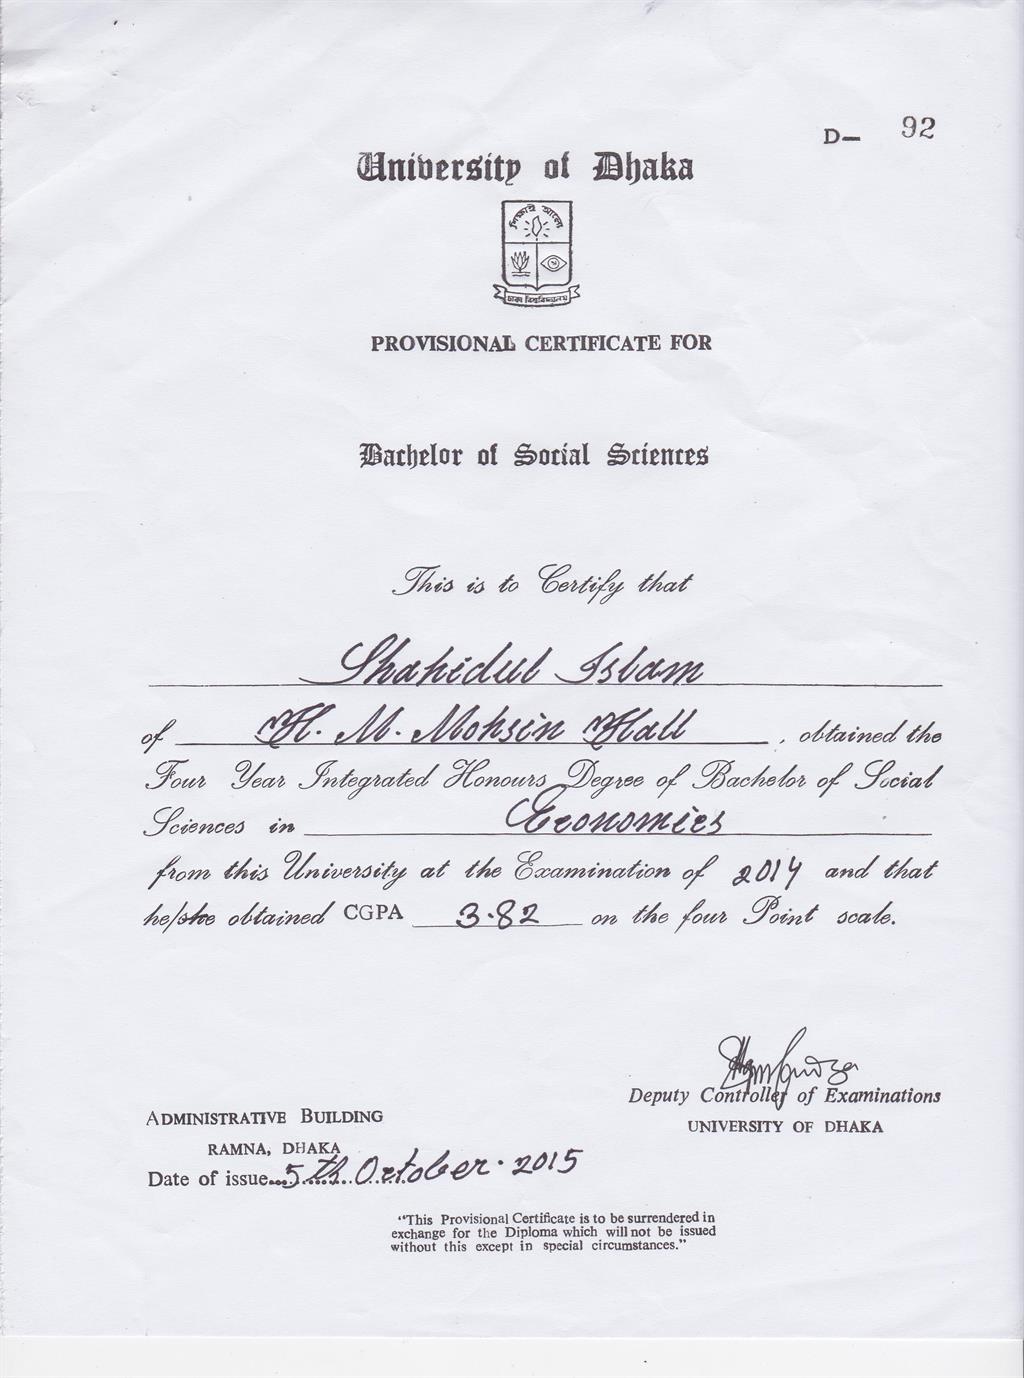 D— 92
University of Dhaka
শিক্ষাই আলো
ঢাকা বিশ্ববিদ্যালয়
PROVISIONAL CERTIFICATE FOR
Bachelor of Social Sciences
This is to Certify that
Shahidul Islam
of H. M. Mohsin Hall , obtained the
Four Year Integrated Honours Degree of Bachelor of Social
Sciences in Economics
from this University at the Examination of 2014 and that
he/she obtained CGPA 3.82 on the four Point scale.
Deputy Controller of Examinations
UNIVERSITY OF DHAKA
ADMINISTRATIVE BUILDING
RAMNA, DHAKA
Date of issue...5th October. 2015
"This Provisional Certificate is to be surrendered in
exchange for the Diploma which will not be issued
without this except in special circumstances."